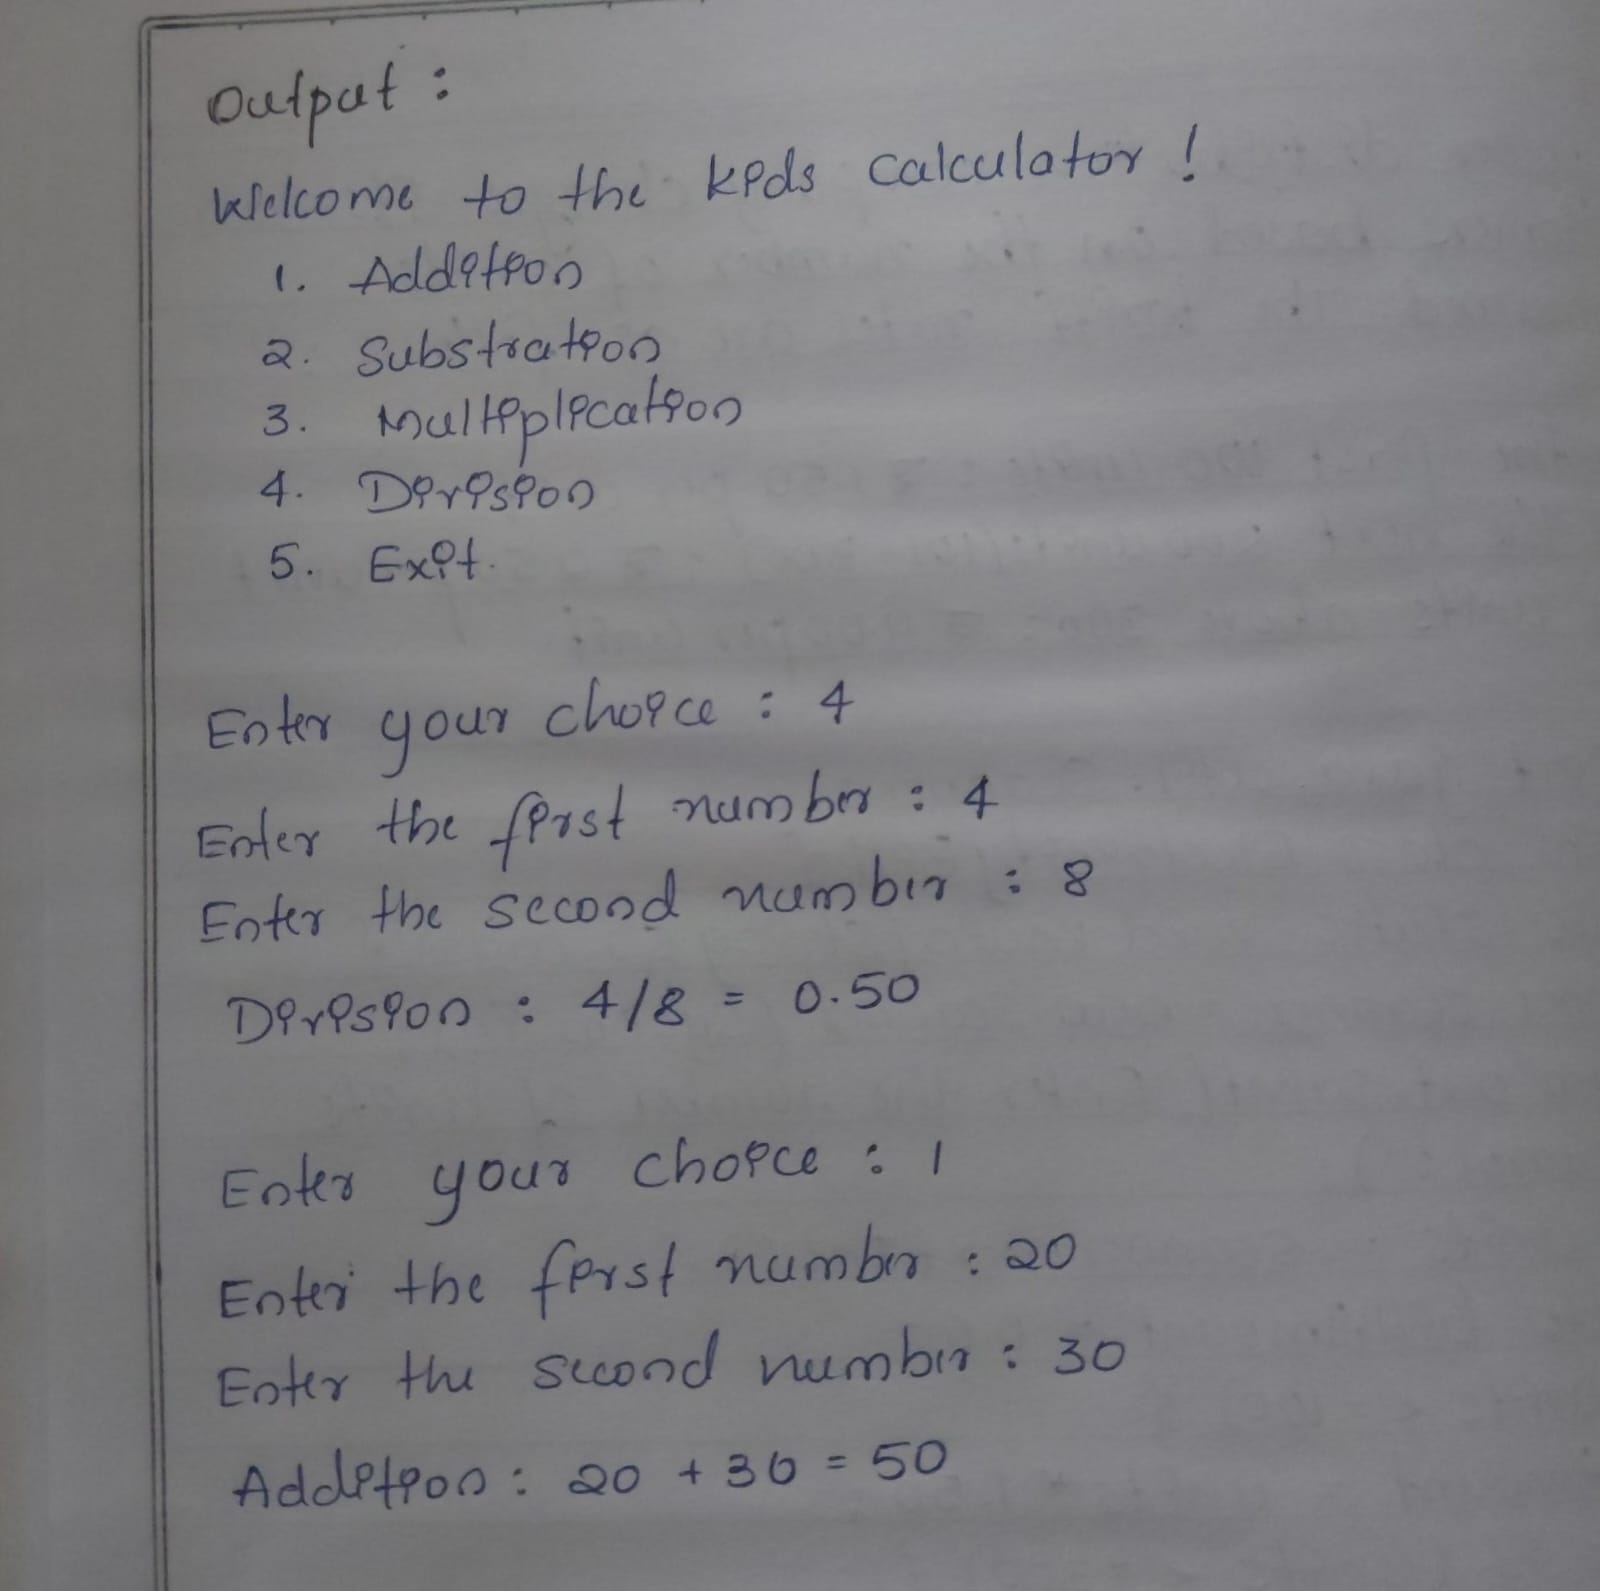 Output :
Welcome to the kids calculator !
1. Addition
2. Substration
3. Multiplication
4. Division
5. Exit.
Enter your choice : 4
Enter the first number : 4
Enter the second number : 8
Division : 4/8 = 0.50
Enter your choice : 1
Enter the first number : 20
Enter the second number : 30
Addition : 20 + 30 = 50